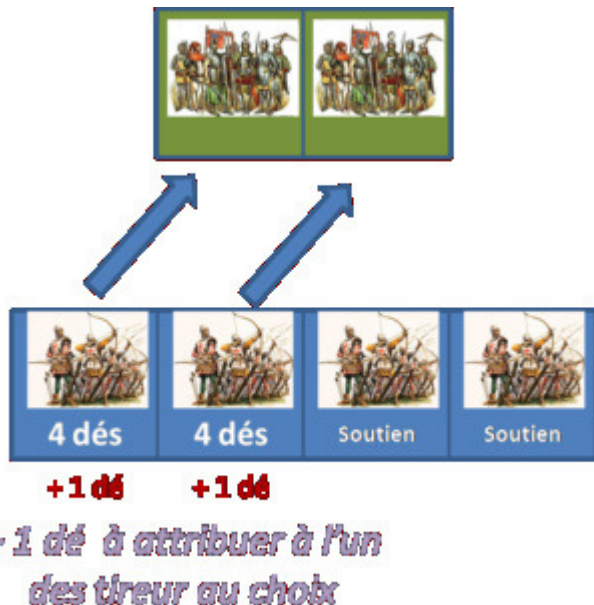 4 dés 4 dés Soutien Soutien
+ 1 dé + 1 dé
+ 1 dé à attribuer à l'un
des tireur au choix